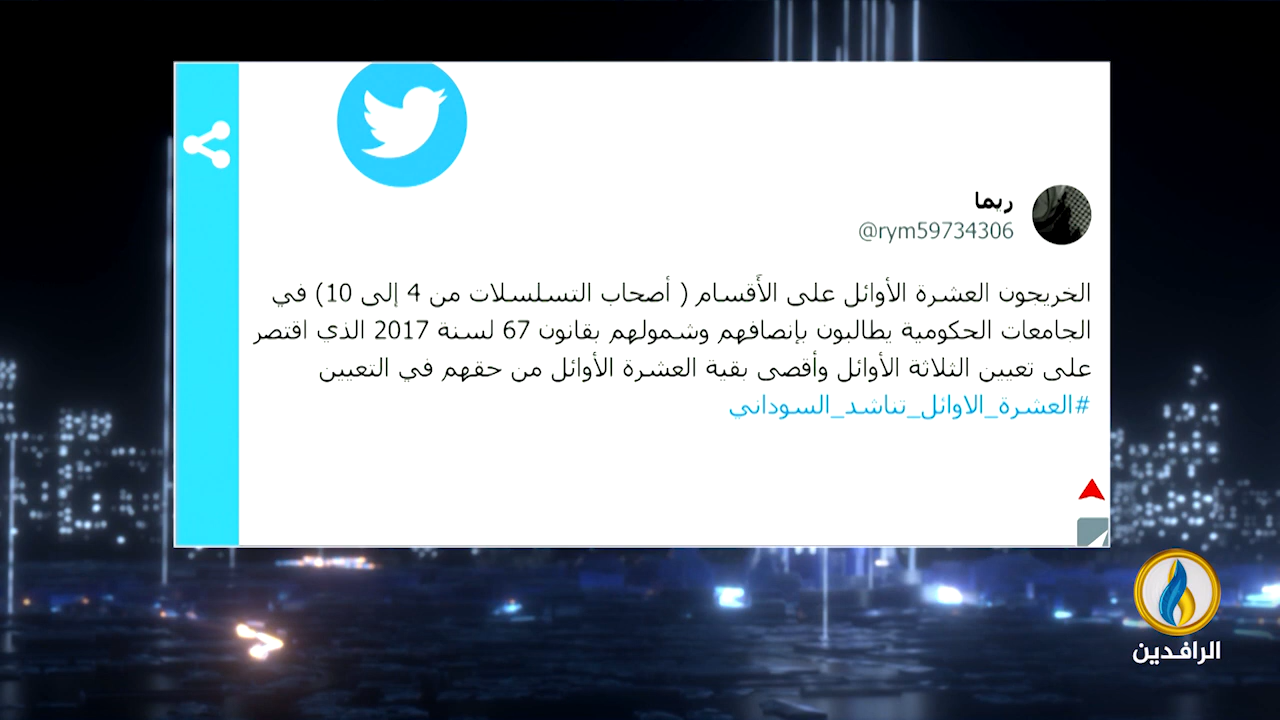 ريما
@rym59734306
الخريجون العشرة الأوائل على الأَقسام ( أصحاب التسلسلات من 4 إلى 10) في
الجامعات الحكومية يطالبون بإنصافهم وشمولهم بقانون 67 لسنة 2017 الذي اقتصر
على تعيين الثلاثة الأوائل وأقصى بقية العشرة الأوائل من حقهم في التعيين
#العشرة_الاوائل_تناشد_السوداني
الرافدين